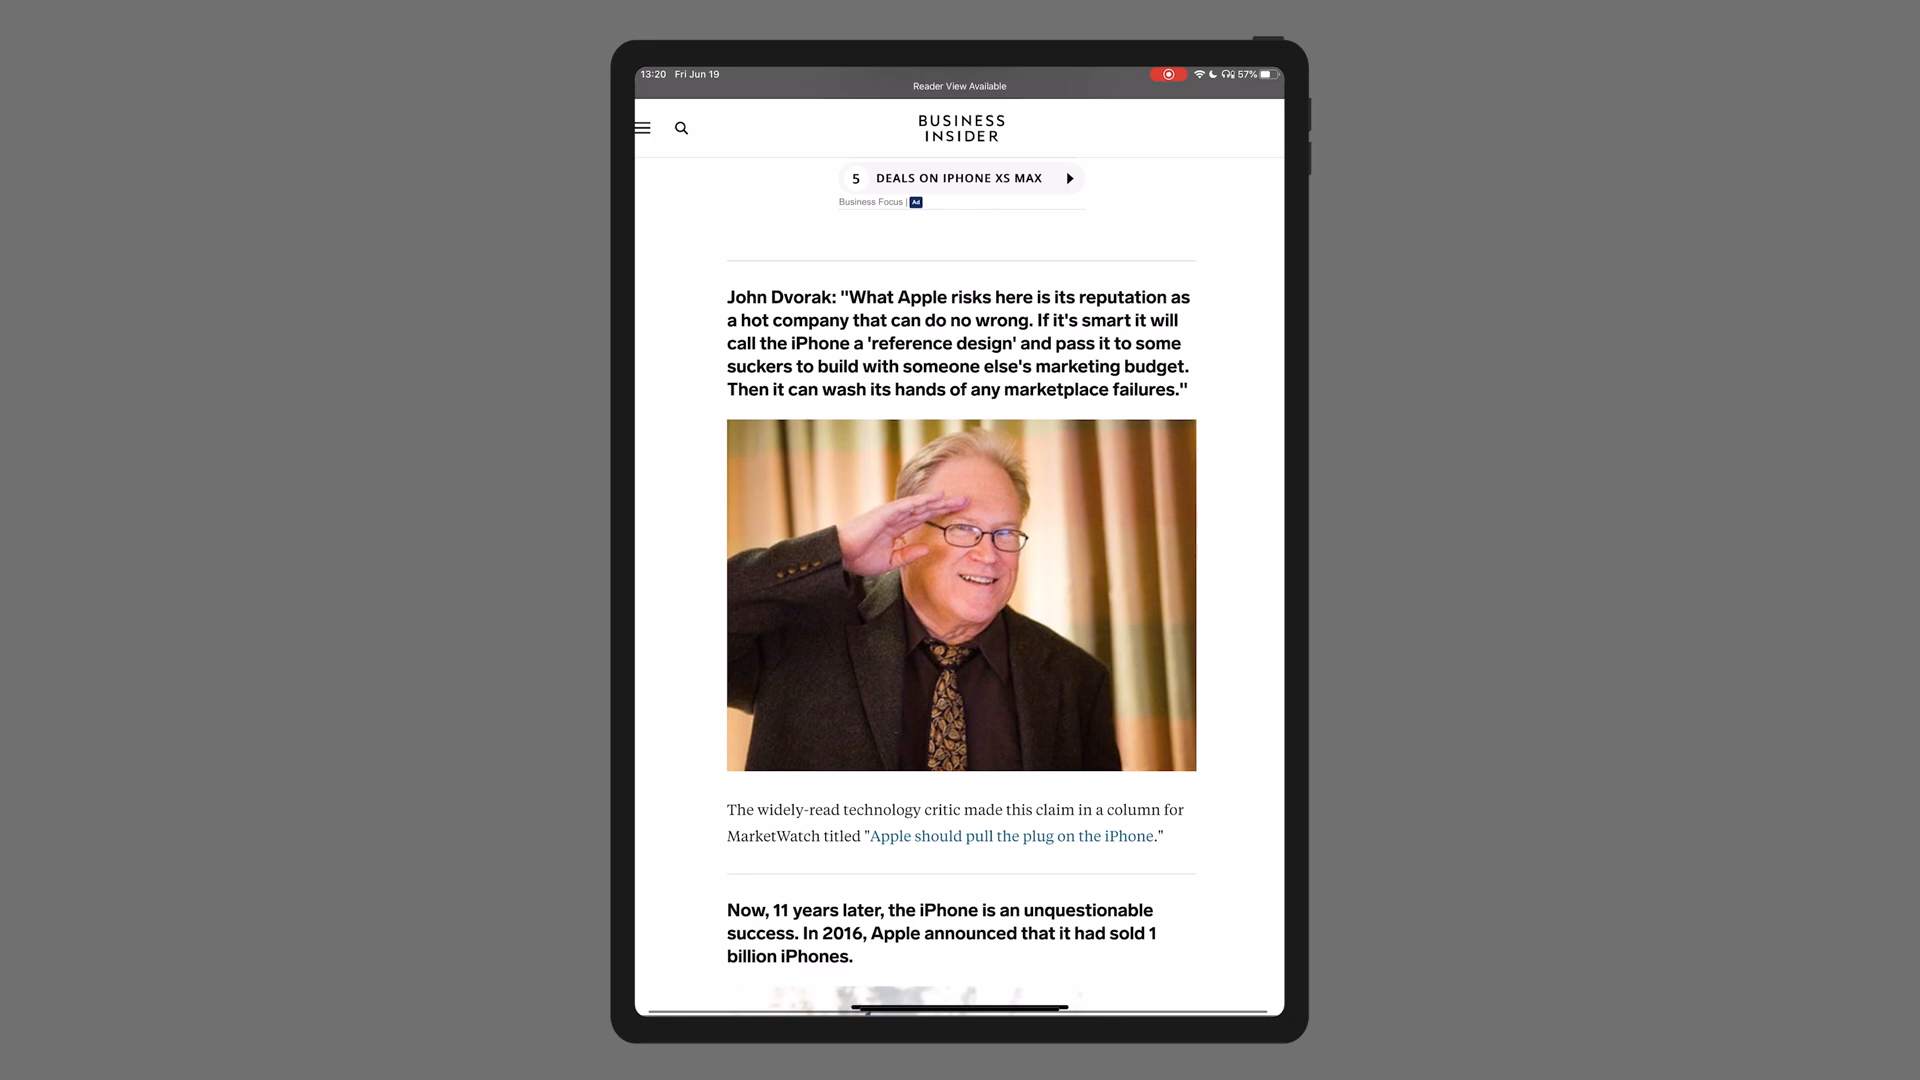 13:20 Fri Jun 19
57%
Reader View Available
BUSINESS
INSIDER
5 DEALS ON IPHONE XS MAX
Business Focus | Ad
John Dvorak: "What Apple risks here is its reputation as
a hot company that can do no wrong. If it's smart it will
call the iPhone a 'reference design' and pass it to some
suckers to build with someone else's marketing budget.
Then it can wash its hands of any marketplace failures."
The widely-read technology critic made this claim in a column for
MarketWatch titled "Apple should pull the plug on the iPhone."
Now, 11 years later, the iPhone is an unquestionable
success. In 2016, Apple announced that it had sold 1
billion iPhones.